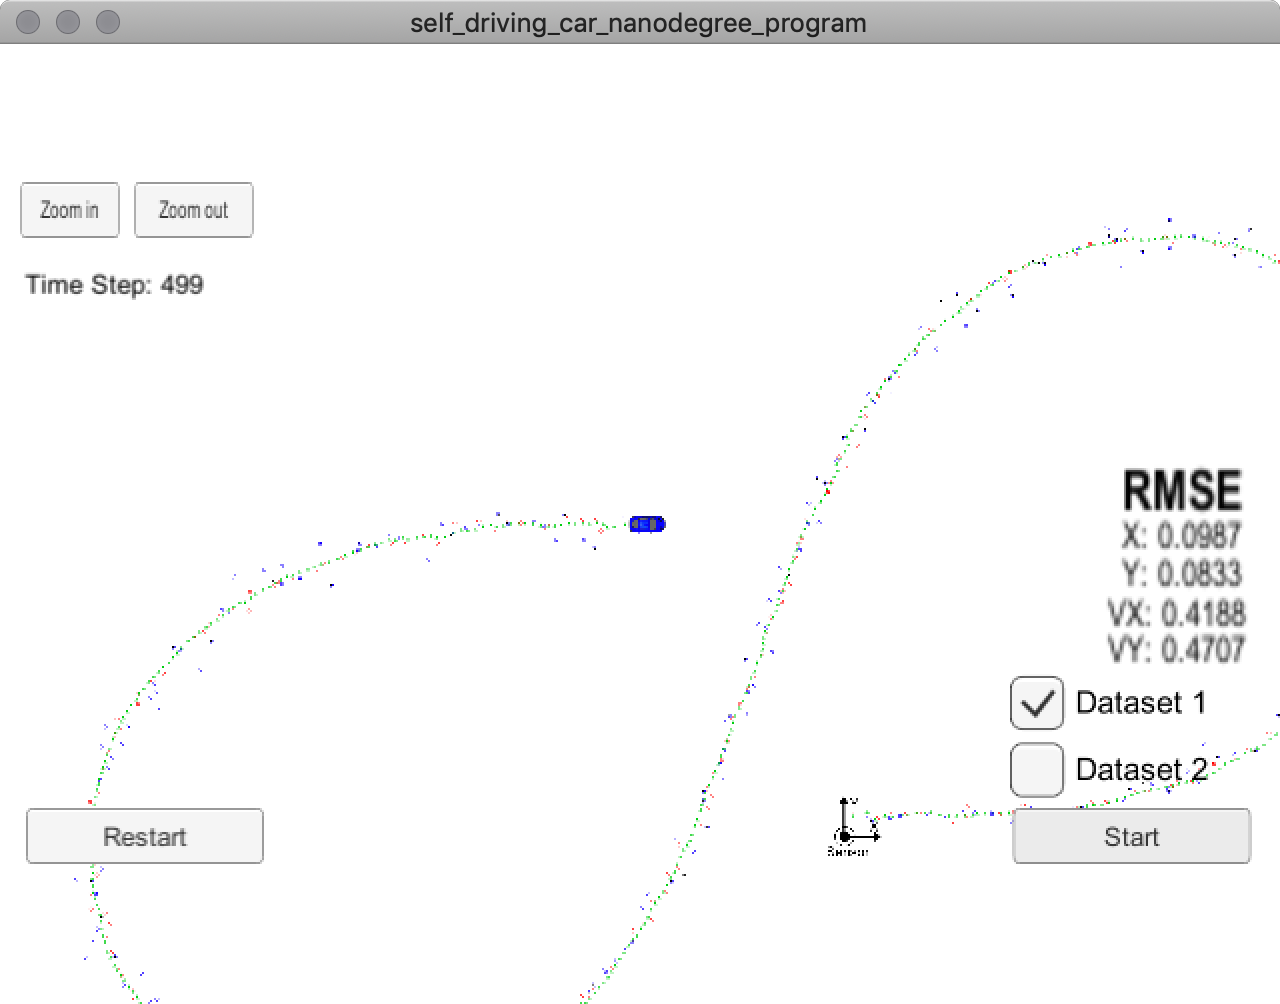 self_driving_car_nanodegree_program
Zoom in
Zoom out
Time Step: 499
RMSE
X: 0.0987
Y: 0.0833
VX: 0.4188
VY: 0.4707
Dataset 1
Dataset 2
Restart
Start
Sensor